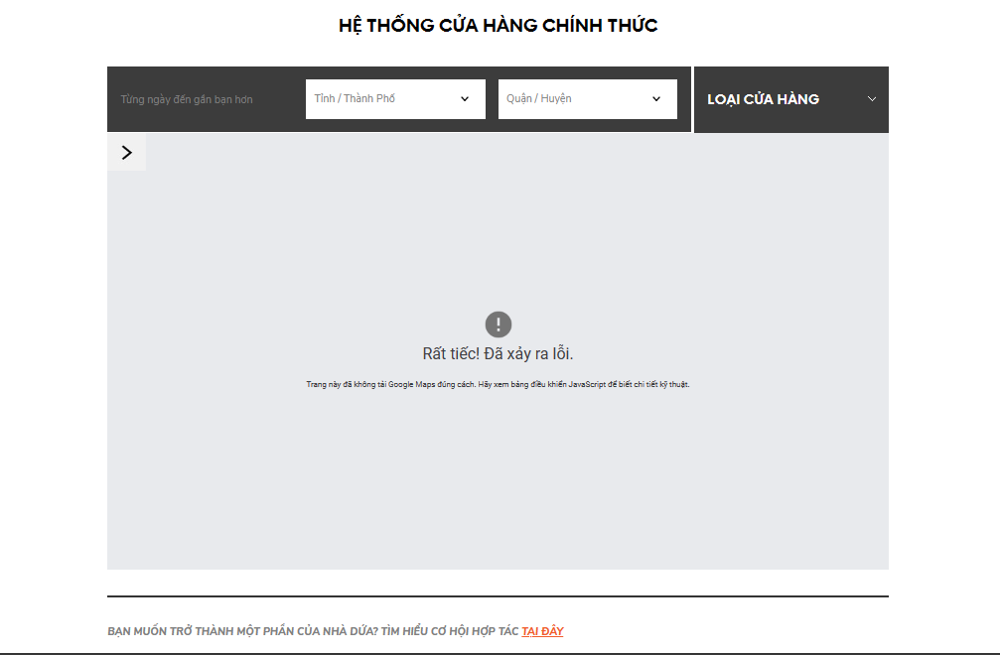 HỆ THỐNG CỬA HÀNG CHÍNH THỨC
Từng ngày đến gần bạn hơn
Tỉnh / Thành Phố
Quận / Huyện
LOẠI CỬA HÀNG
Rất tiếc! Đã xảy ra lỗi.
Trang này đã không tải Google Maps đúng cách. Hãy xem bảng điều khiển JavaScript để biết chi tiết kỹ thuật.
BẠN MUỐN TRỞ THÀNH MỘT PHẦN CỦA NHÀ DỨA? TÌM HIỂU CƠ HỘI HỢP TÁC TẠI ĐÂY